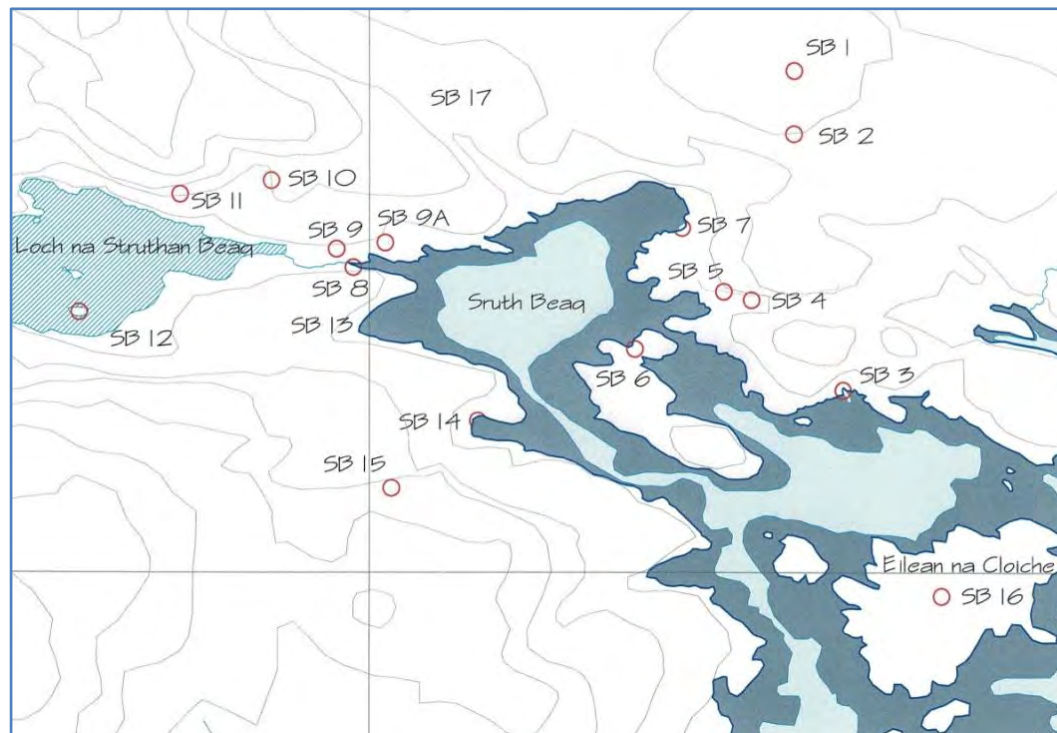 SB 1
SB 17
SB 2
SB 10
SB 11
SB 9A
SB 9
SB 7
Loch na Struthan Beag
SB 8
SB 5
SB 4
Sruth Beag
SB 13
SB 12
SB 6
SB 3
SB 14
SB 15
Eilean na Cloiche
SB 16